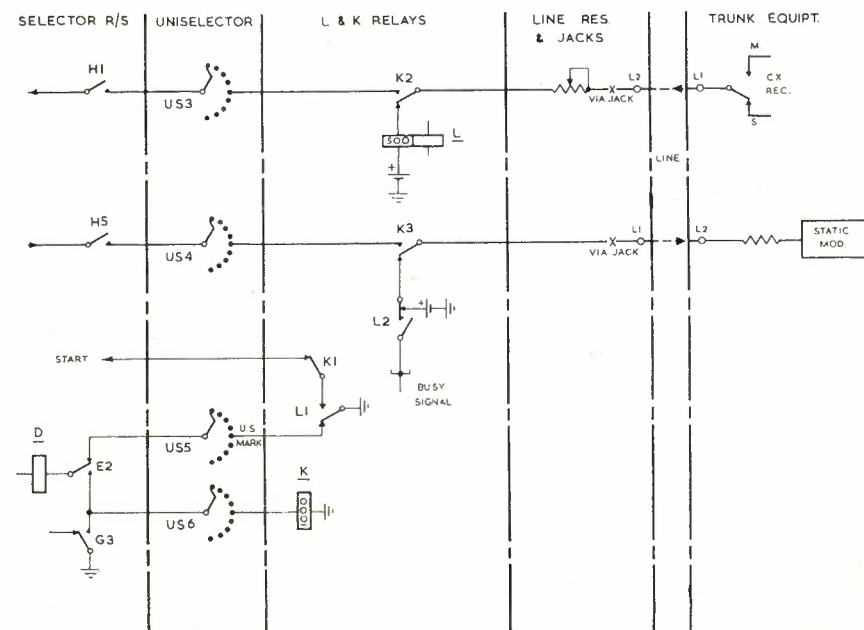 SELECTOR R/S
UNISELECTOR
L & K RELAYS
LINE RES.
& JACKS
TRUNK EQUIPT.
H1
US3
K2
L
500
+
VIA JACK
L2
L1
M
CX
REC.
S
LINE
H5
US4
K3
VIA JACK
L1
L2
STATIC
MOD.
L2
+
BUSY
SIGNAL
START
K1
L1
D
E2
US5
U.S
MARK
US6
K
G3